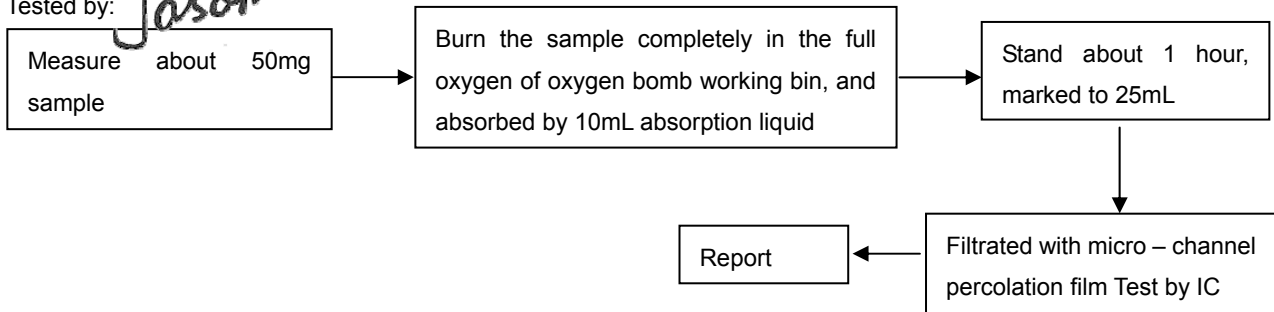 Tested by: Jason
Measure about 50mg
sample
Burn the sample completely in the full
oxygen of oxygen bomb working bin, and
absorbed by 10mL absorption liquid
Stand about 1 hour,
marked to 25mL
Filtrated with micro – channel
percolation film Test by IC
Report